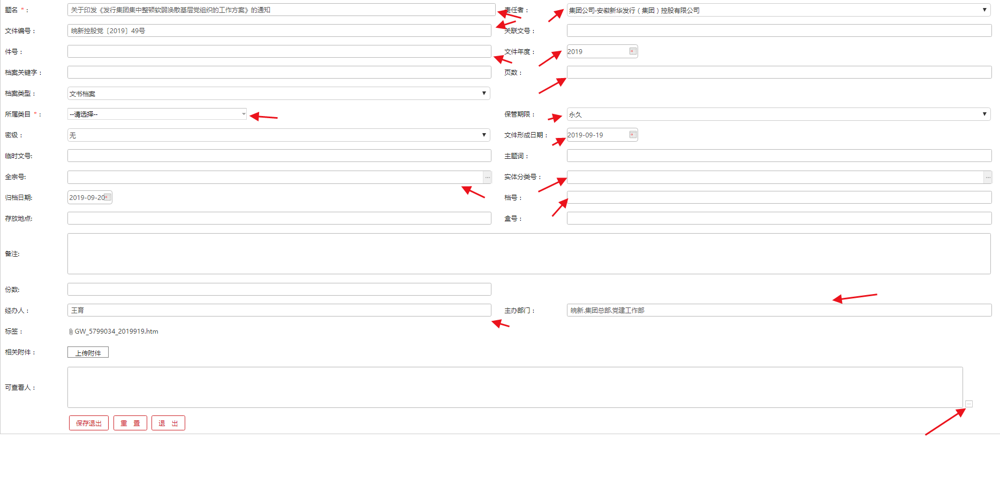 题名 *： 关于印发《发行集团集中整顿软弱涣散基层党组织的工作方案》的通知 责任者： 集团公司-安徽新华发行（集团）控股有限公司
文件编号： 皖新控股党〔2019〕49号 关联文号：
件号： 文件年度： 2019
档案关键字： 页数：
档案类型： 文书档案
所属类目 *： --请选择-- 保管期限： 永久
密级： 无 文件形成日期： 2019-09-19
临时文号: 主题词：
全宗号: ... 实体分类号： ...
归档日期: 2019-09-20 档号：
存放地点: 盒号：
备注:
份数:
经办人： 王育 主办部门： 皖新.集团总部.党建工作部
标签： GW_5799034_2019919.htm
相关附件： 上传附件
可查看人： ...
保存退出 重 置 退 出